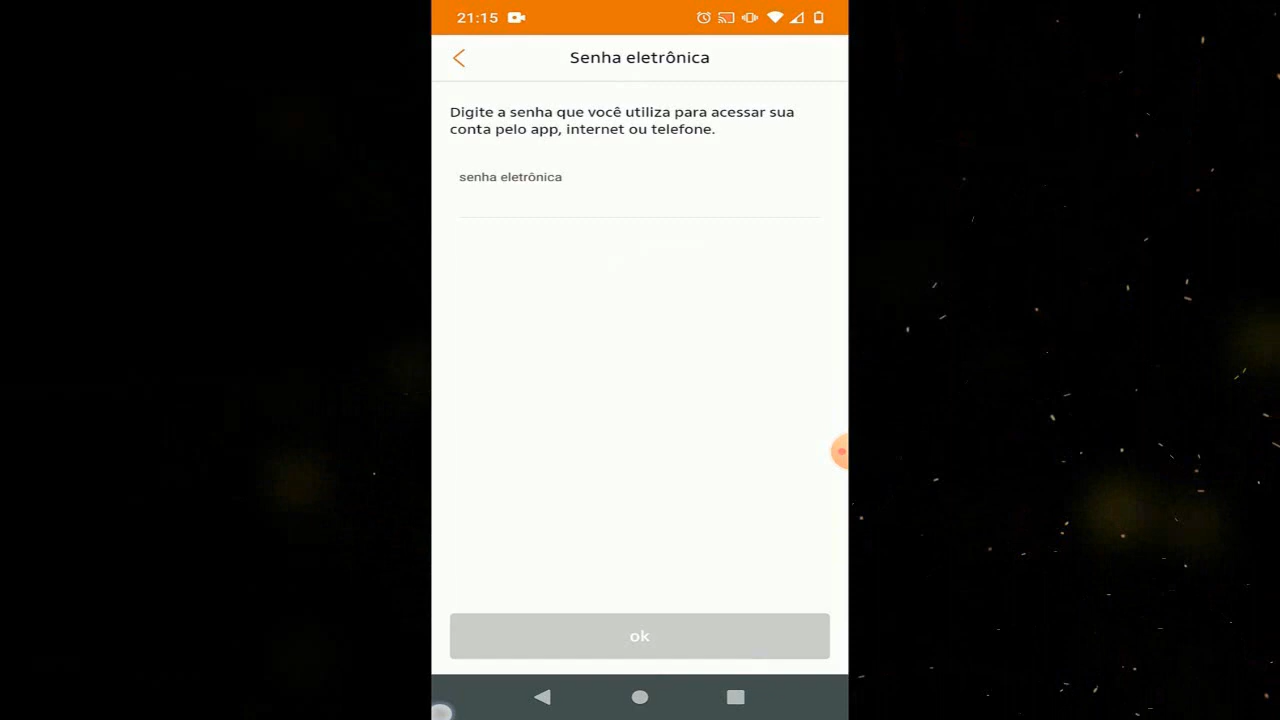 21:15
Senha eletrônica
Digite a senha que você utiliza para acessar sua
conta pelo app, internet ou telefone.
senha eletrônica
ok